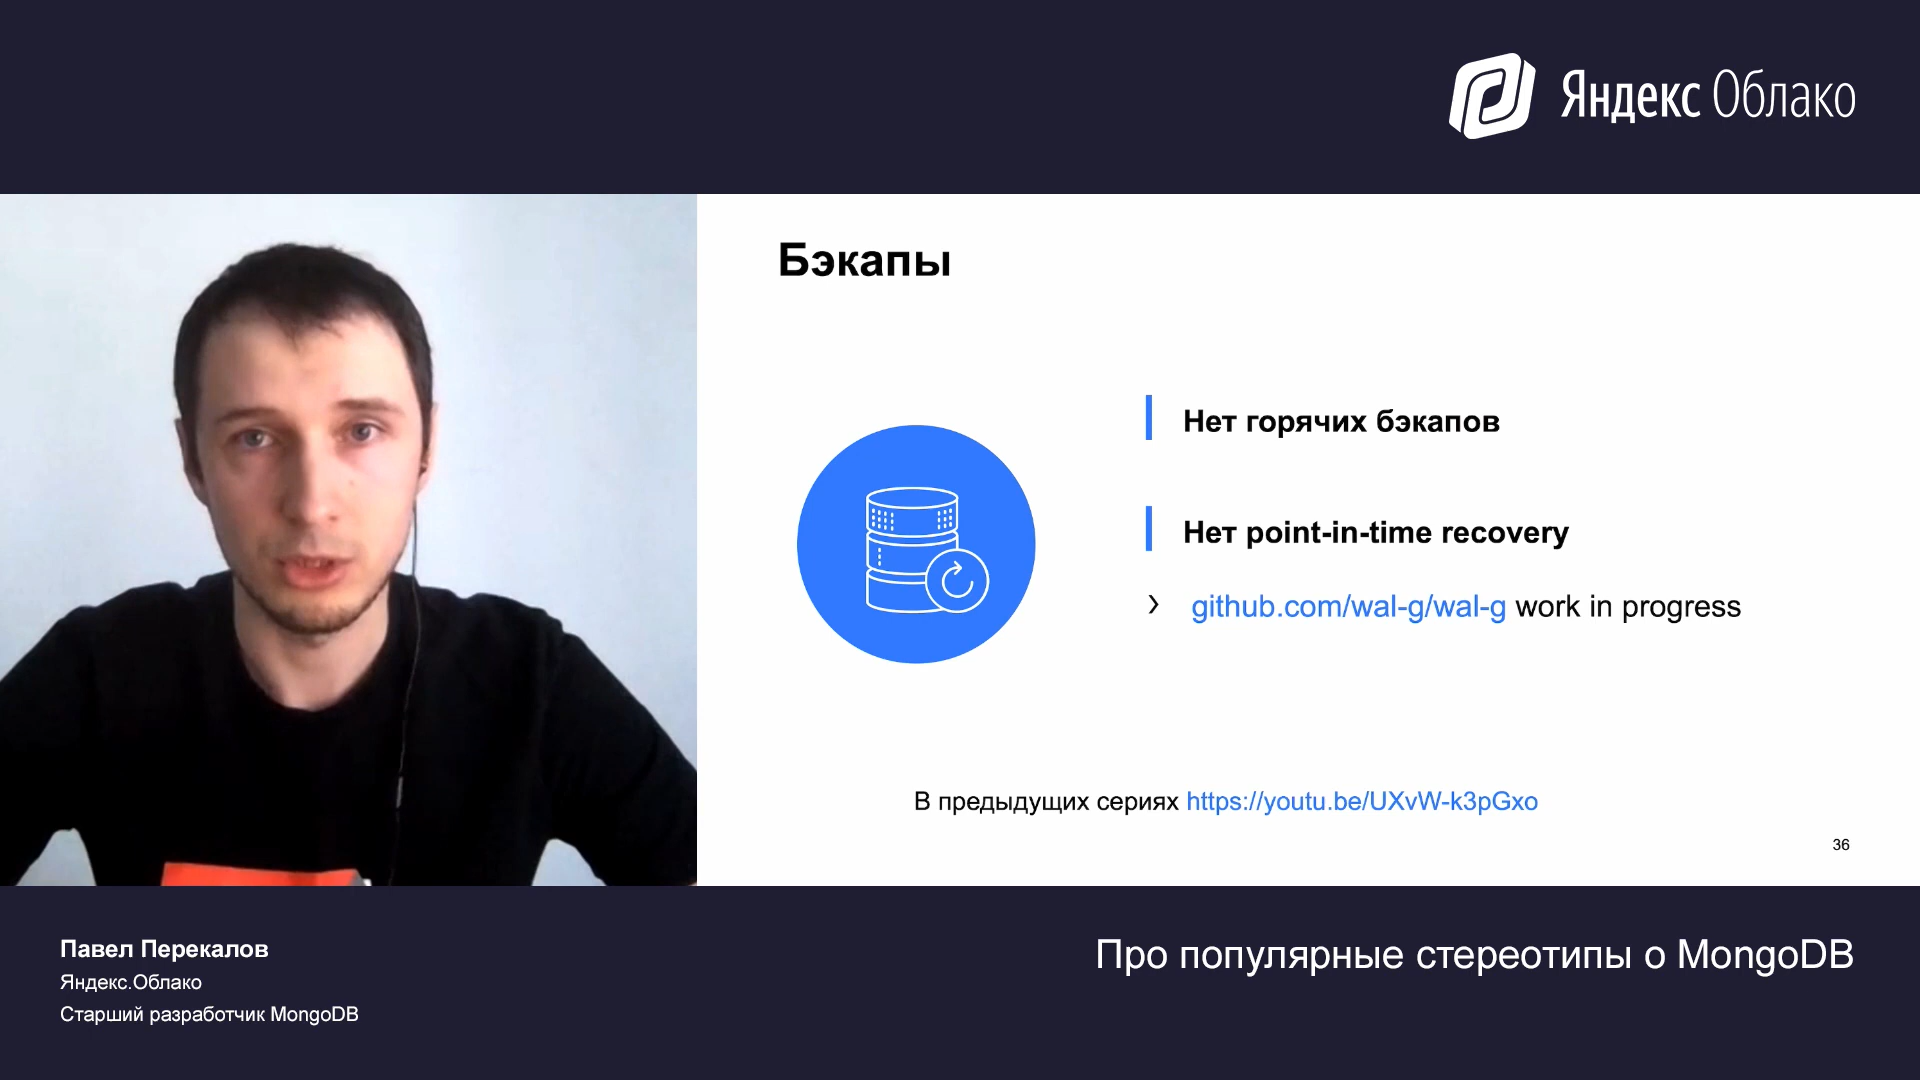 Яндекс Облако
Бэкапы
Нет горячих бэкапов
Нет point-in-time recovery
› github.com/wal-g/wal-g work in progress
В предыдущих сериях https://youtu.be/UXvW-k3pGxo
36
Павел Перекалов
Яндекс.Облако
Старший разработчик MongoDB
Про популярные стереотипы о MongoDB